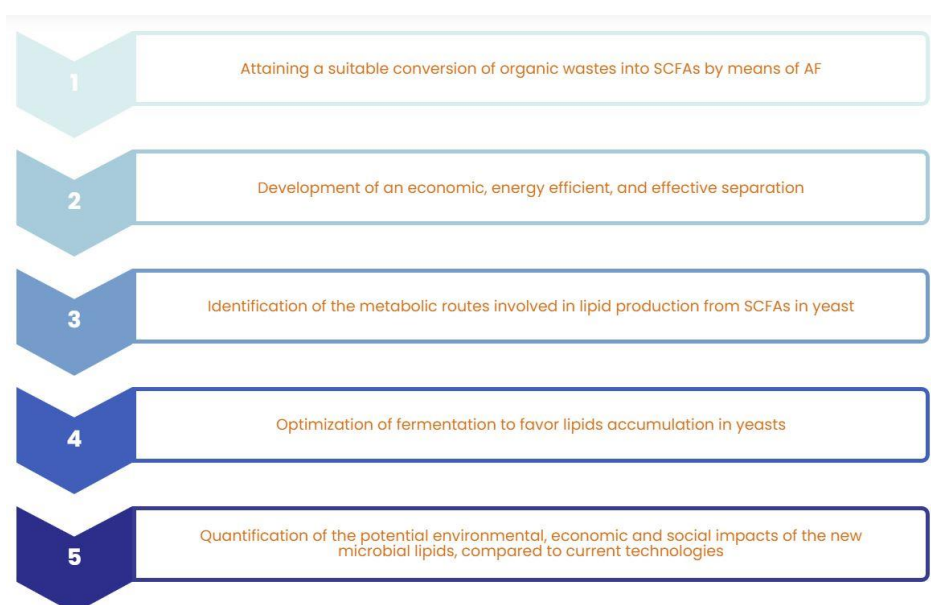 1
Attaining a suitable conversion of organic wastes into SCFAs by means of AF
2
Development of an economic, energy efficient, and effective separation
3
Identification of the metabolic routes involved in lipid production from SCFAs in yeast
4
Optimization of fermentation to favor lipids accumulation in yeasts
5
Quantification of the potential environmental, economic and social impacts of the new
microbial lipids, compared to current technologies